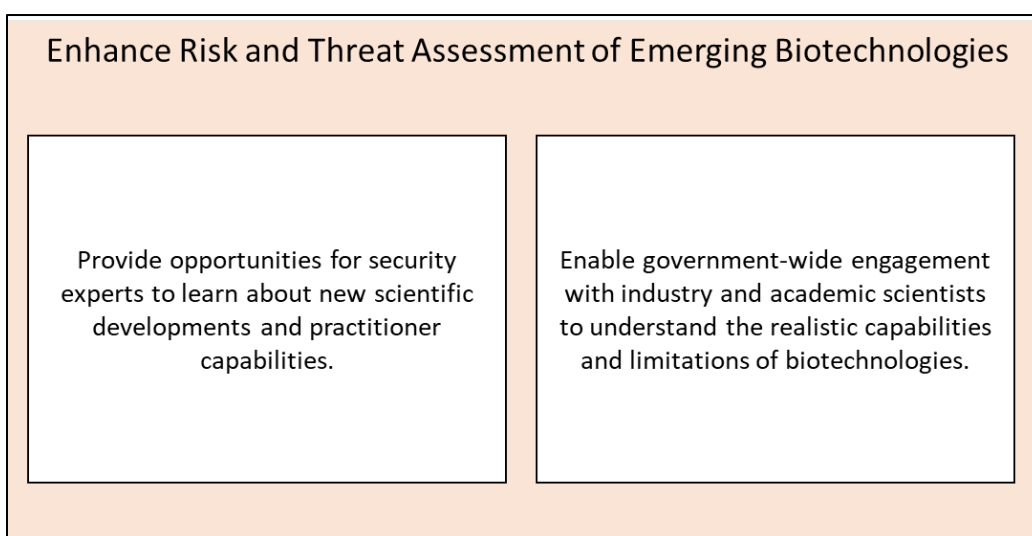 Enhance Risk and Threat Assessment of Emerging Biotechnologies
Provide opportunities for security
experts to learn about new scientific
developments and practitioner
capabilities.
Enable government-wide engagement
with industry and academic scientists
to understand the realistic capabilities
and limitations of biotechnologies.